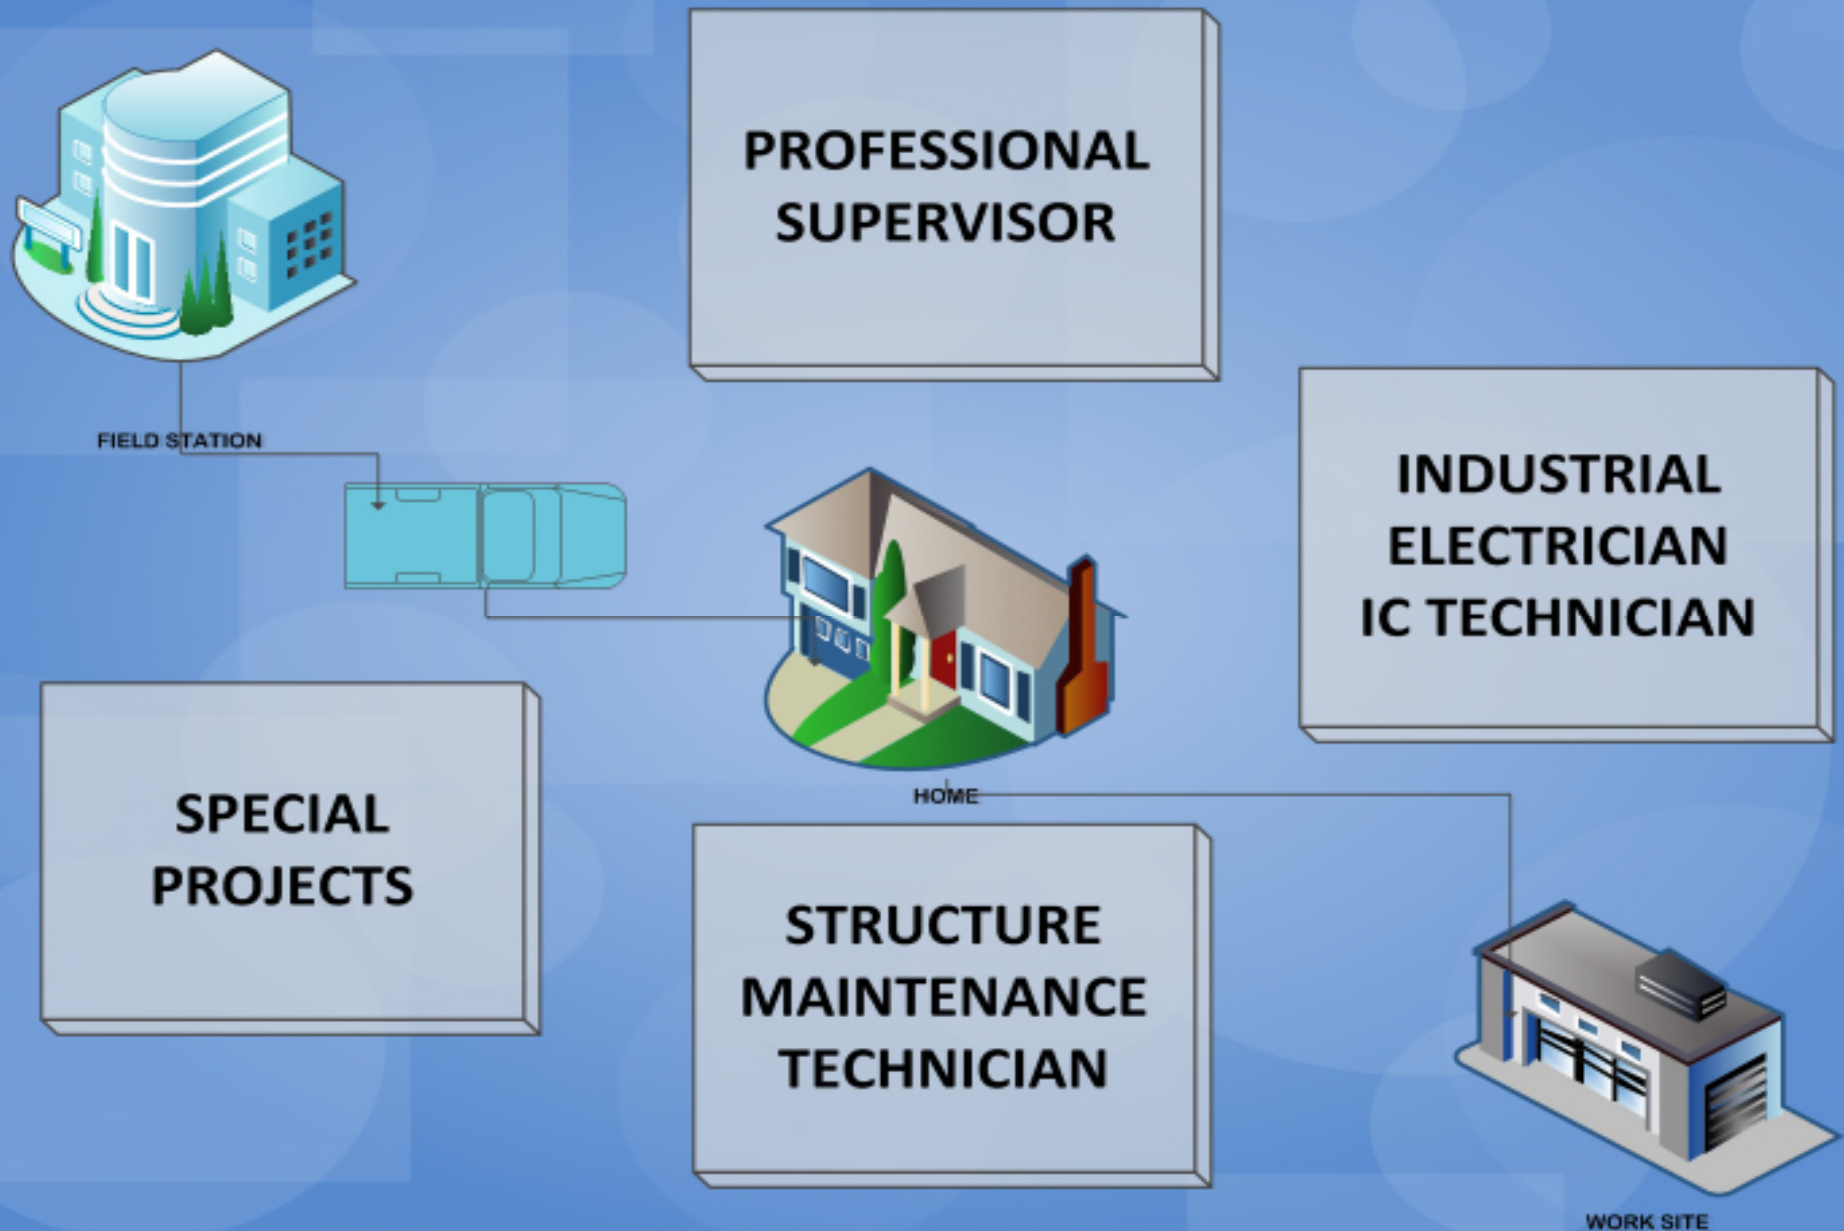 PROFESSIONAL
SUPERVISOR
FIELD STATION
INDUSTRIAL
ELECTRICIAN
IC TECHNICIAN
SPECIAL
PROJECTS
HOME
STRUCTURE
MAINTENANCE
TECHNICIAN
WORK SITE